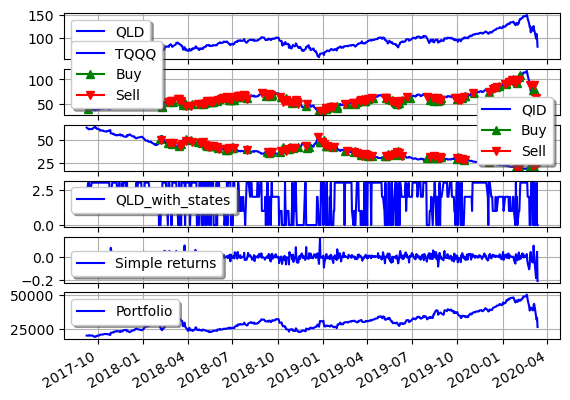 150
100
QLD
TQQQ
Buy
Sell
100
50
QID
Buy
Sell
50
25
2.5
0.0
QLD_with_states
0.0
−0.2
Simple returns
50000
25000
Portfolio
2017-10
2018-01
2018-04
2018-07
2018-10
2019-01
2019-04
2019-07
2019-10
2020-01
2020-04